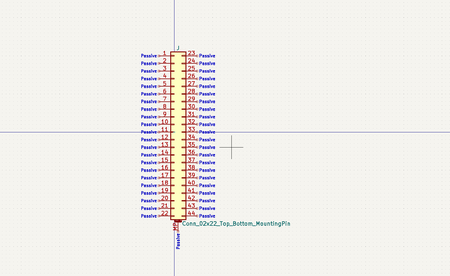 J
Passive 1 23 Passive
Passive 2 24 Passive
Passive 3 25 Passive
Passive 4 26 Passive
Passive 5 27 Passive
Passive 6 28 Passive
Passive 7 29 Passive
Passive 8 30 Passive
Passive 9 31 Passive
Passive 10 32 Passive
Passive 11 33 Passive
Passive 12 34 Passive
Passive 13 35 Passive
Passive 14 36 Passive
Passive 15 37 Passive
Passive 16 38 Passive
Passive 17 39 Passive
Passive 18 40 Passive
Passive 19 41 Passive
Passive 20 42 Passive
Passive 21 43 Passive
Passive 22 44 Passive
Conn_02x22_Top_Bottom_MountingPin
MP
Passive